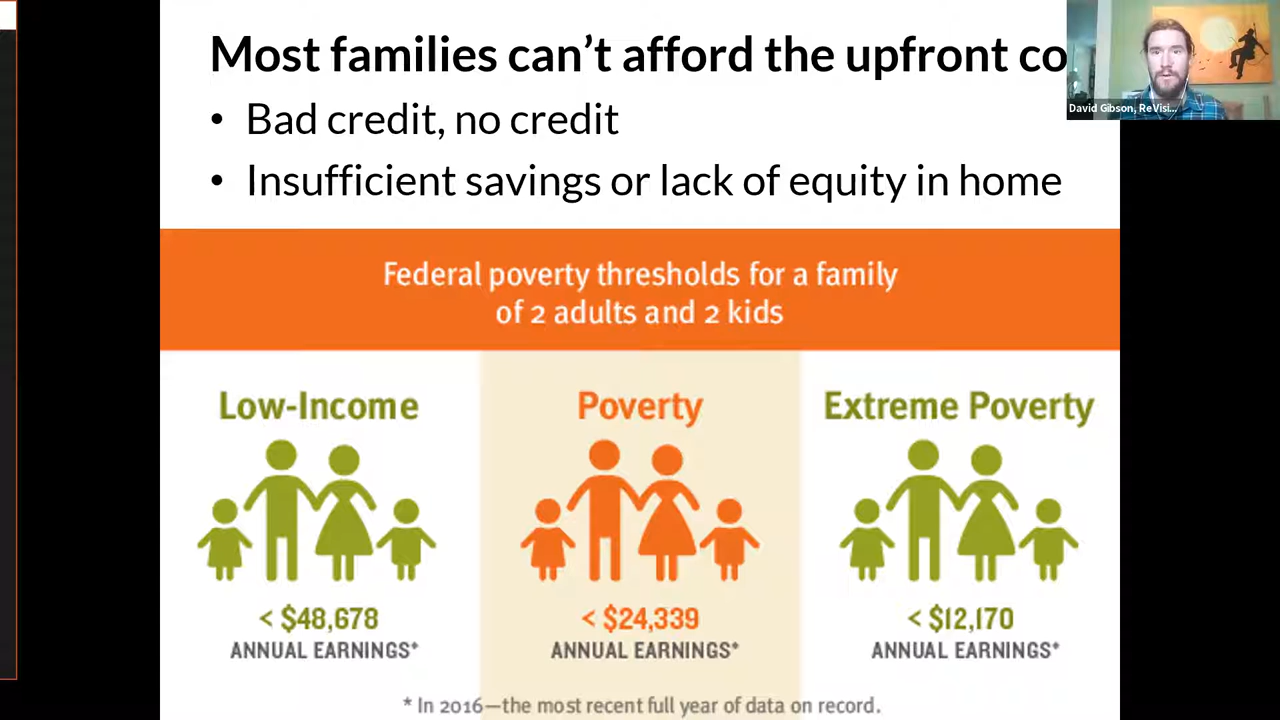 Most families can't afford the upfront co
David Gibson, ReVisi...
• Bad credit, no credit
• Insufficient savings or lack of equity in home
Federal poverty thresholds for a family
of 2 adults and 2 kids
Low-Income
< $48,678
ANNUAL EARNINGS*
Poverty
< $24,339
ANNUAL EARNINGS*
Extreme Poverty
< $12,170
ANNUAL EARNINGS*
* In 2016—the most recent full year of data on record.